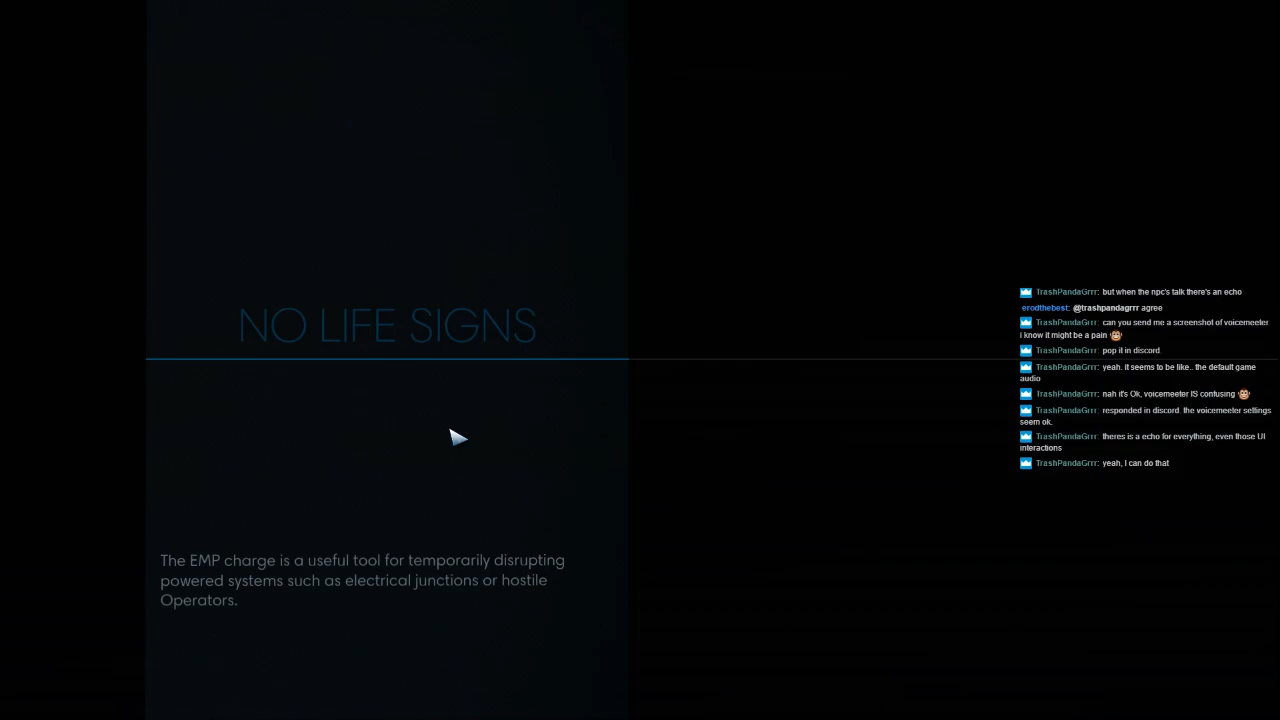 NO LIFE SIGNS
The EMP charge is a useful tool for temporarily disrupting
powered systems such as electrical junctions or hostile
Operators.
TrashPandaGrrr: but when the npc's talk there's an echo
erodthebest: @trashpandagrrr agree
TrashPandaGrrr: can you send me a screenshot of voicemeeter
i know it might be a pain
TrashPandaGrrr: pop it in discord.
TrashPandaGrrr: yeah. it seems to be like.. the default game
audio
TrashPandaGrrr: nah it's Ok, voicemeeter IS confusing
TrashPandaGrrr: responded in discord. the voicemeeter settings
seem ok.
TrashPandaGrrr: theres is a echo for everything, even those UI
interactions
TrashPandaGrrr: yeah, I can do that